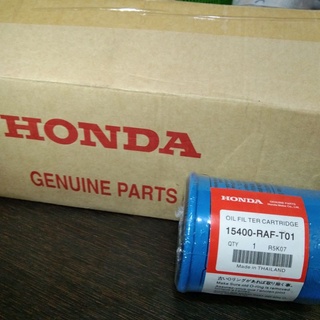 HONDA
GENUINE PARTS
HONDA
OIL FILTER CARTRIDGE
15400-RAF-T01
QTY 1 R5K07
Made in THAILAND